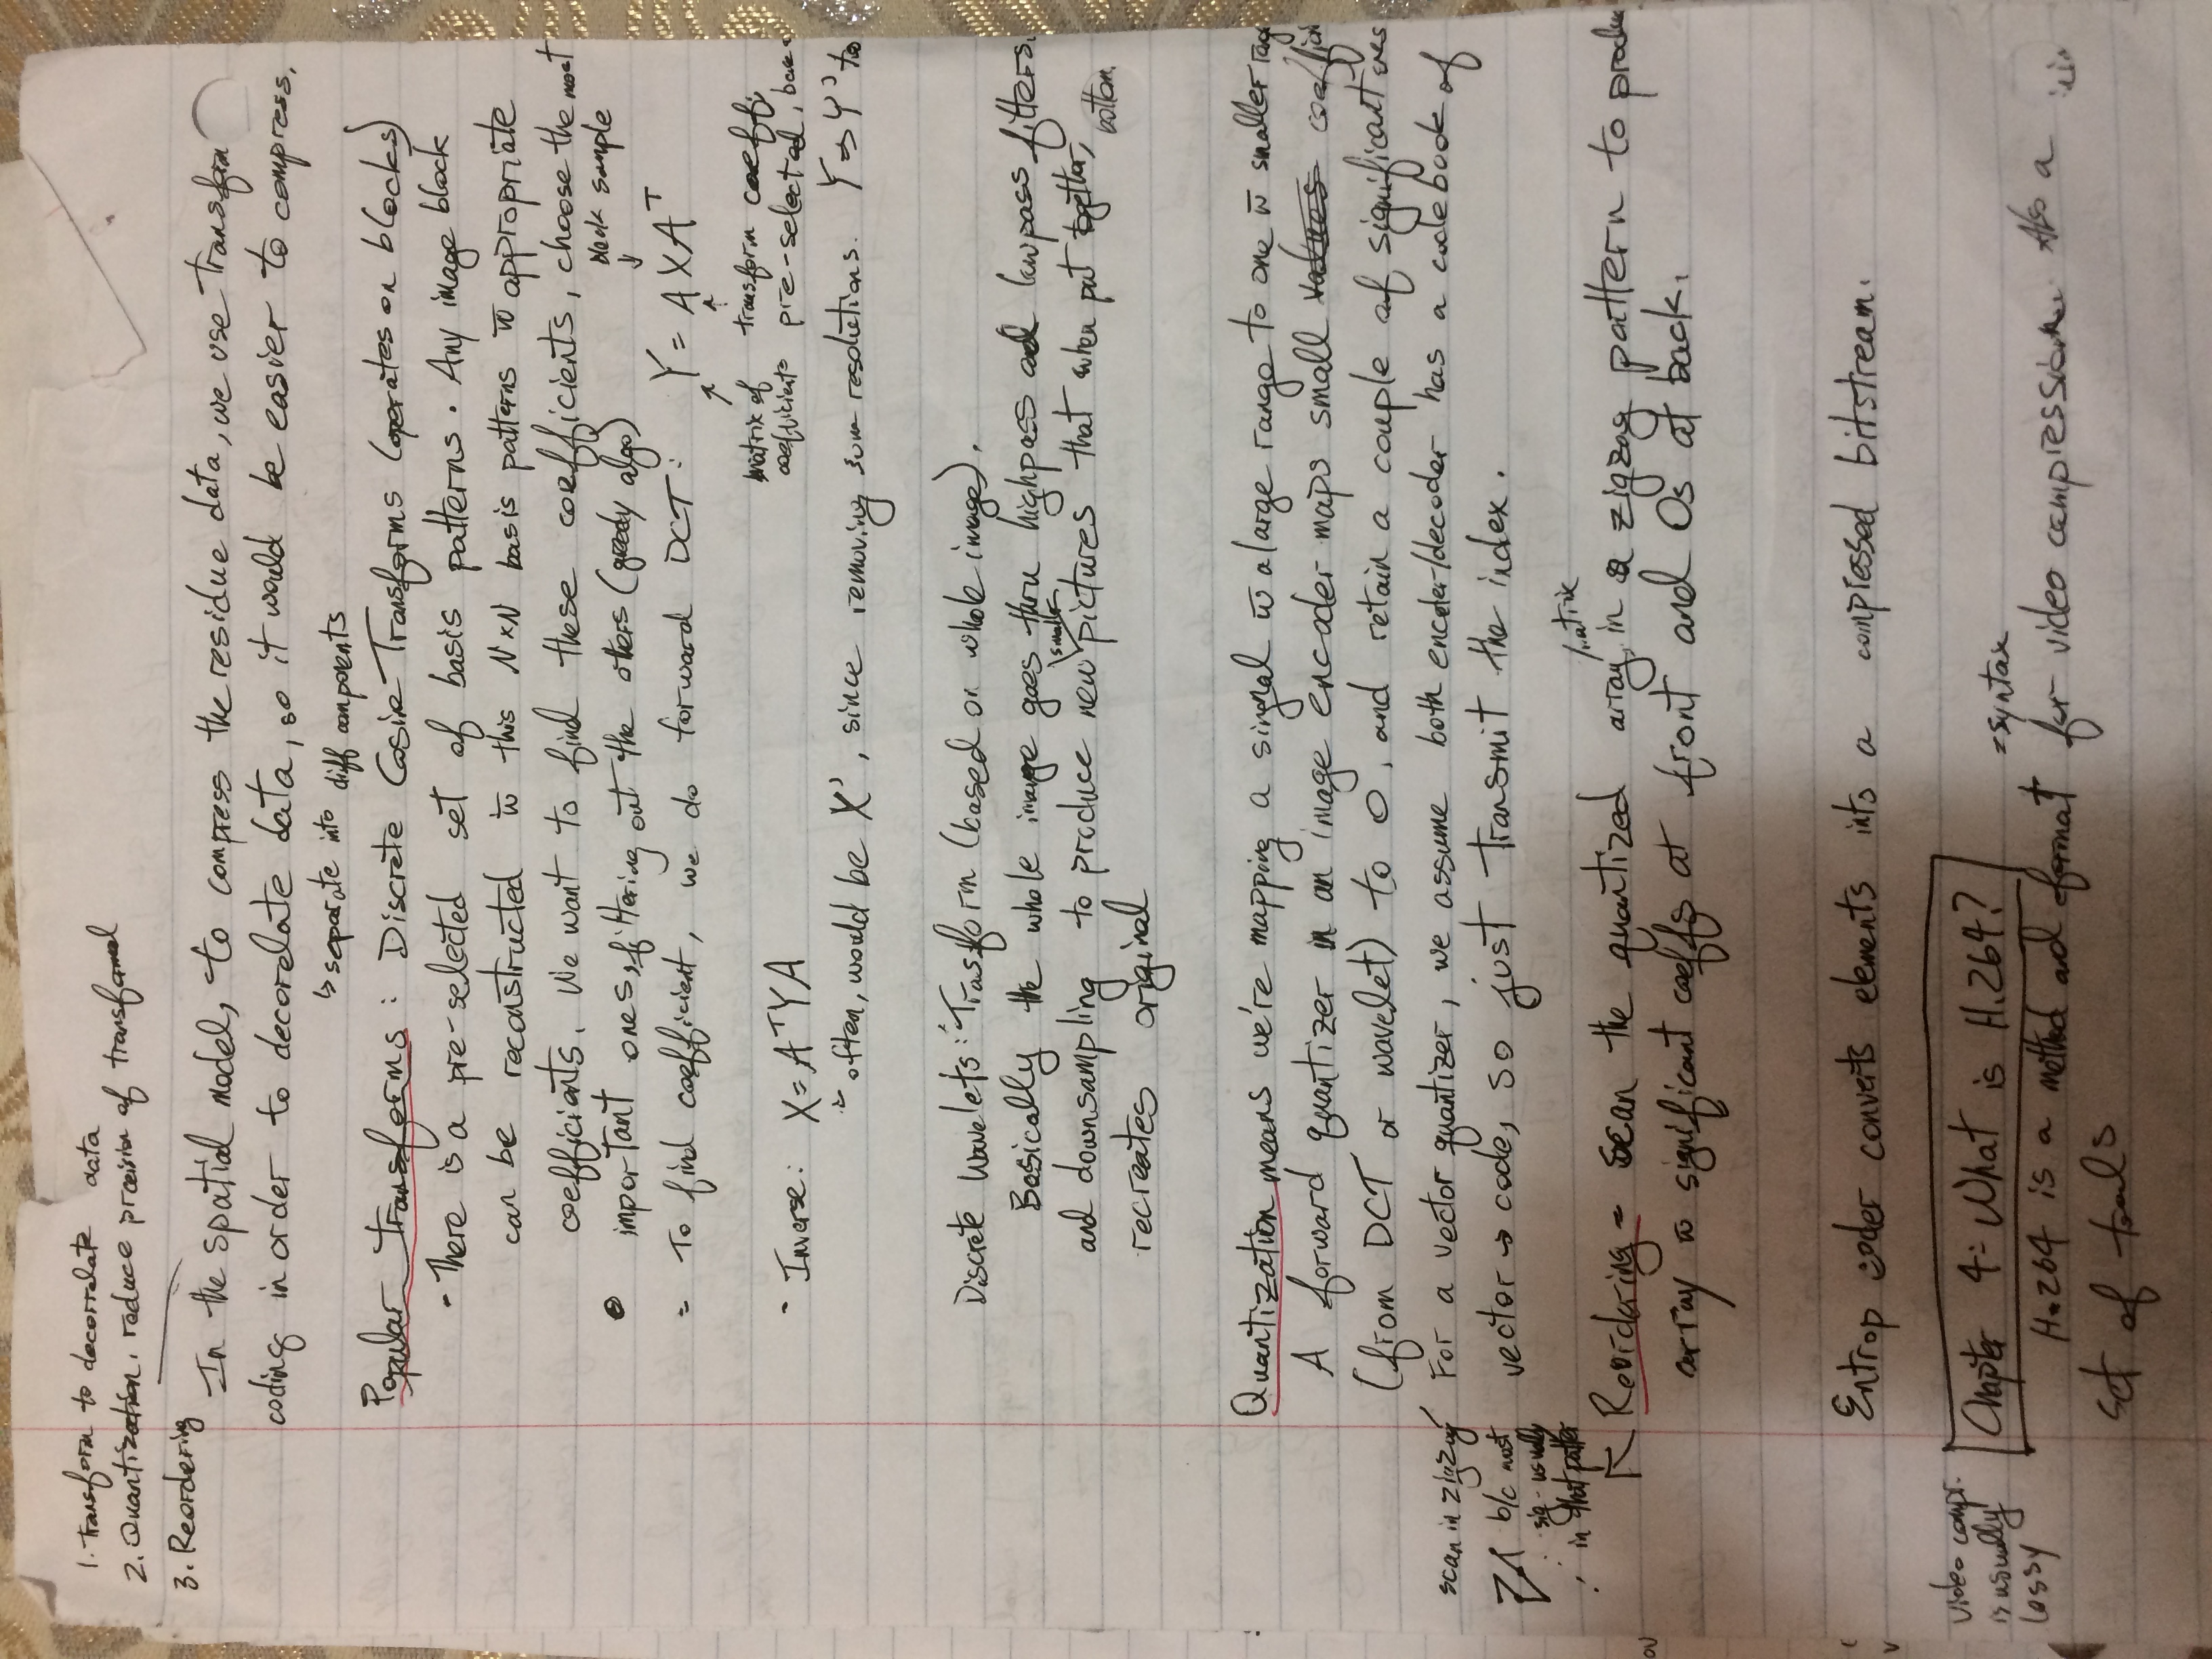 1. Transform to decorrelate data
2. Quantization, reduce precision of transformed
3. Reordering
In the spatial model, to compress the residue data, we use transform
coding in order to decorelate data, so it would be easier to compress.
↳ separate into diff components
Popular Transforms: Discrete Cosine Transforms (operates on blocks)
- There is a pre-selected set of basis patterns. Any image block
can be reconstructed w̄ this N×N basis patterns w̄ appropriate
coefficients. We want to find these coefficients, choose the most
important ones, filtering out the others (greedy algo)
block sample
↓
- To find coefficient, we do forward DCT: Y = AXAᵀ
↗ ↑
matrix of coefficients
transform coeff,
pre-selected,
- Inverse: X = AᵀYA
often, would be X', since removing some resolutions. Y ⇒ Y' too
Discrete Wavelets: Trasform (based on whole image).
Basically the whole image goes thru highpass and lowpass filters.
and downsampling to produce new smaller pictures that when put together,
bottom.
recreates original
Quantization means we're mapping a singnal w̄ a large range to one w̄ smaller rage
A forward quantizer in an image encoder maps small values
(from DCT or wavelet) to 0, and retain a couple of significant ones
For a vector quantizer, we assume both encoder/decoder has a codebook of
vector → code, so just transmit the index.
scan in zigzag
b/c most
sig - usually
in that patter
matrix
Reordering = scan the quantized array in a zigzag pattern to produce
array w̄ significant coeffs at front and 0s at back.
Entrop coder converts elements into a compressed bitstream.
video compr.
is usually
lossy
Chapter 4: What is H.264?
=syntax
H.264 is a method and format for video compression. Also a
set of tools